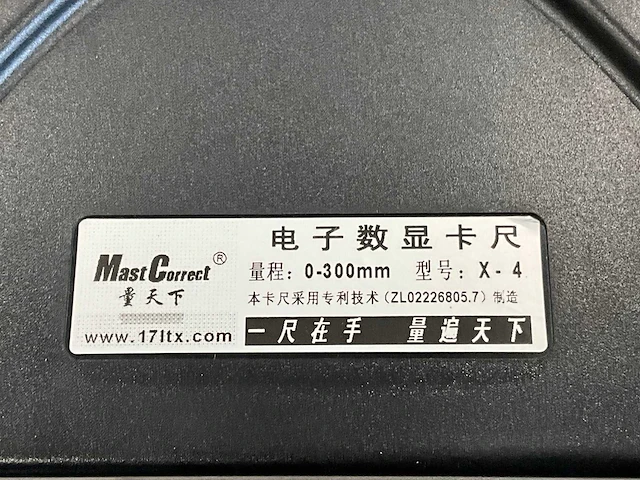 电子数显卡尺
MastCorrect®
量天下
www.17ltx.com
量程：0-300mm 型号：X-4
本卡尺采用专利技术（ZL02226805.7）制造
一尺在手 量遍天下